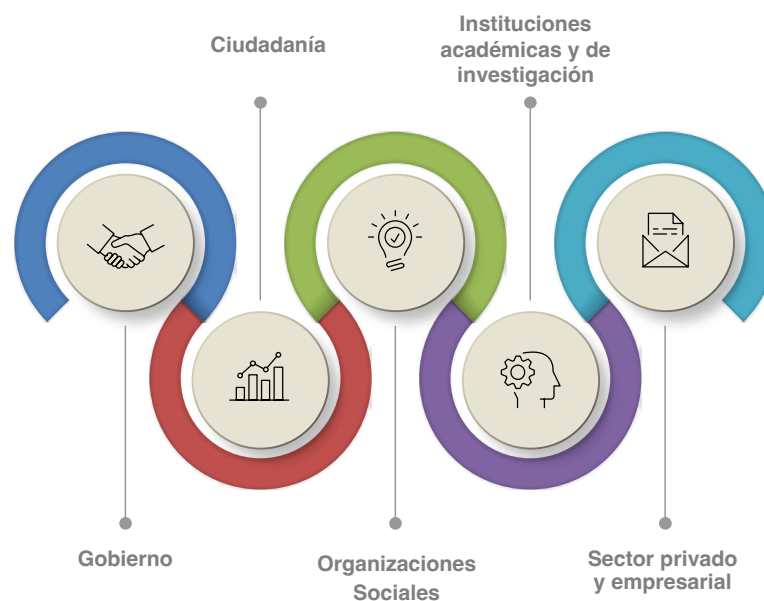 Ciudadanía
Instituciones
académicas y de
investigación
Gobierno
Organizaciones
Sociales
Sector privado
y empresarial